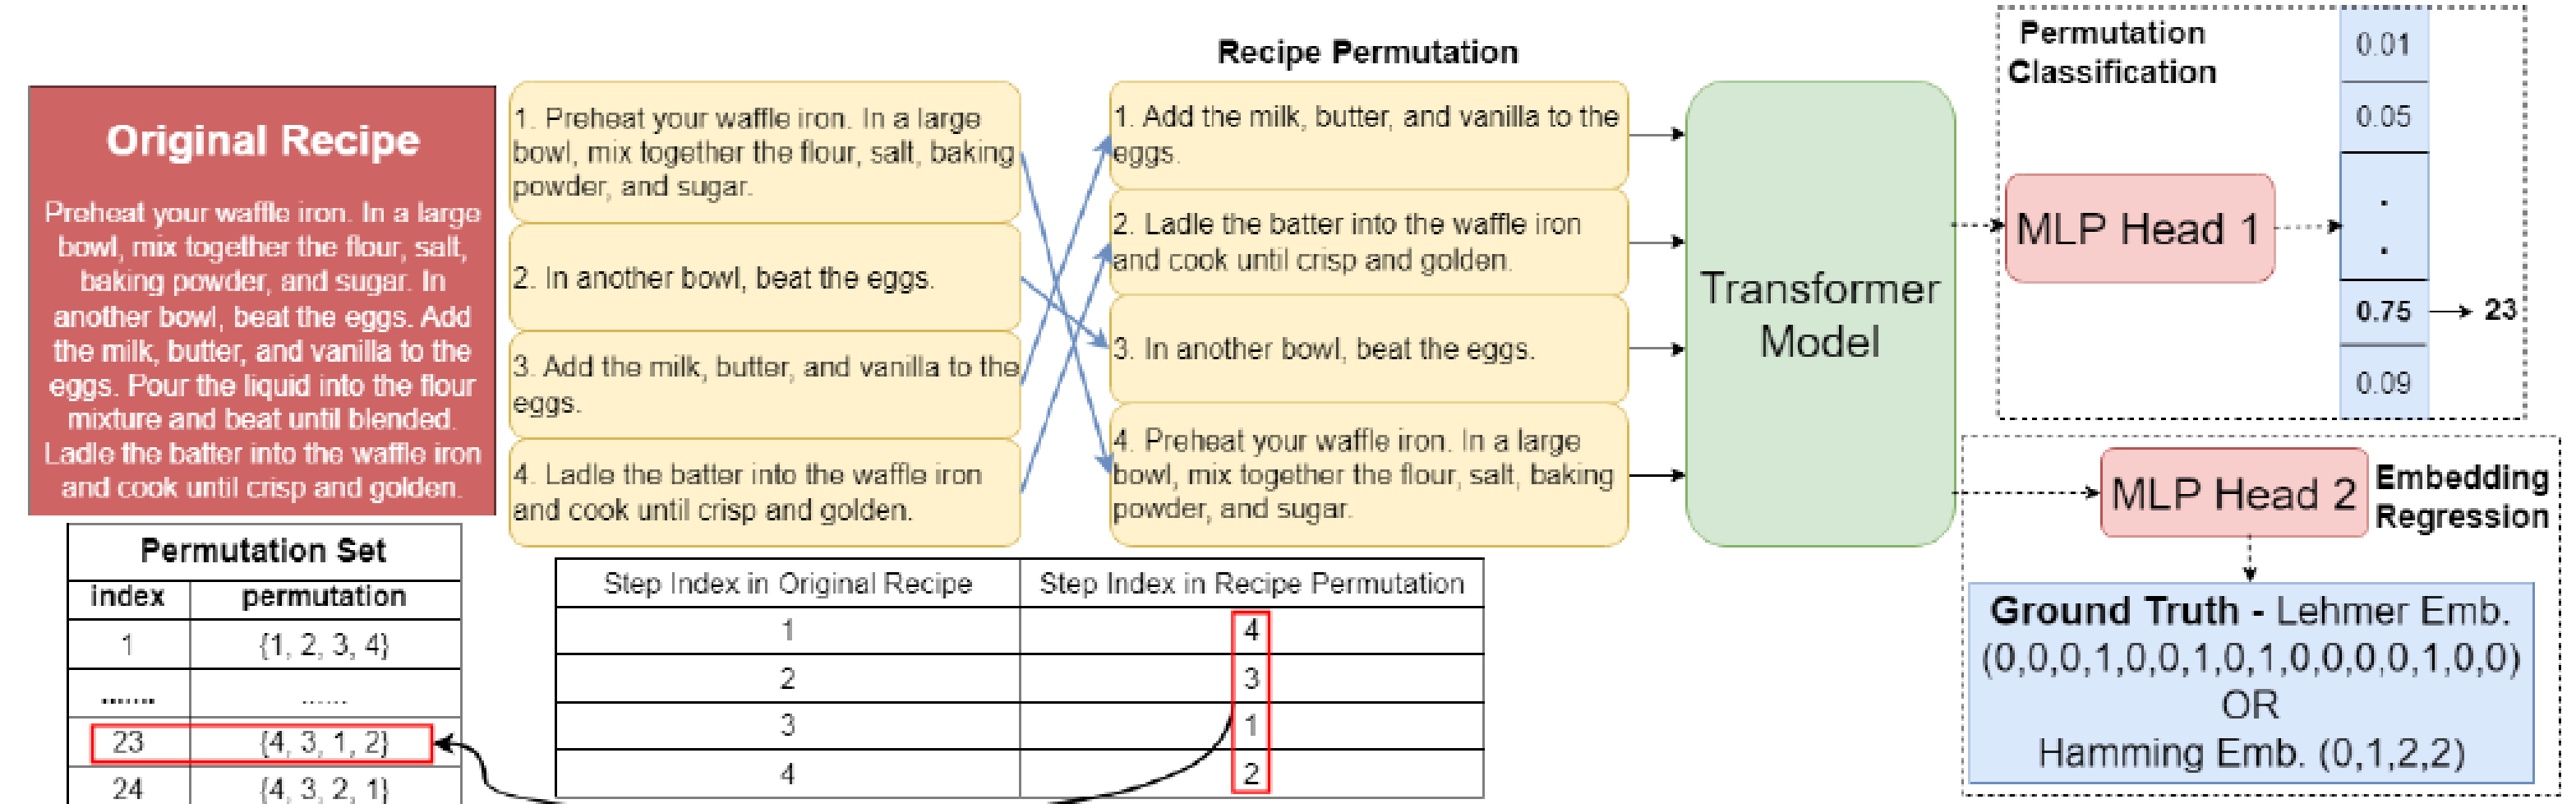 Original Recipe
Preheat your waffle iron. In a large
bowl, mix together the flour, salt,
baking powder, and sugar. In
another bowl, beat the eggs. Add
the milk, butter, and vanilla to the
eggs. Pour the liquid into the flour
mixture and beat until blended.
Ladle the batter into the waffle iron
and cook until crisp and golden.
1. Preheat your waffle iron. In a large
bowl, mix together the flour, salt, baking
powder, and sugar.
2. In another bowl, beat the eggs.
3. Add the milk, butter, and vanilla to the
eggs.
4. Ladle the batter into the waffle iron
and cook until crisp and golden.
Recipe Permutation
1. Add the milk, butter, and vanilla to the
eggs.
2. Ladle the batter into the waffle iron
and cook until crisp and golden.
3. In another bowl, beat the eggs.
4. Preheat your waffle iron. In a large
bowl, mix together the flour, salt, baking
powder, and sugar.
Transformer
Model
Permutation
Classification
MLP Head 1
0.01
0.05
.
.
0.75 23
0.09
MLP Head 2
Embedding
Regression
Ground Truth - Lehmer Emb.
(0,0,0,1,0,0,1,0,1,0,0,0,0,1,0,0)
OR
Hamming Emb. (0,1,2,2)
Permutation Set
index permutation
1 {1, 2, 3, 4}
....... ......
23 {4, 3, 1, 2}
24 {4, 3, 2, 1}
Step Index in Original Recipe Step Index in Recipe Permutation
1 4
2 3
3 1
4 2